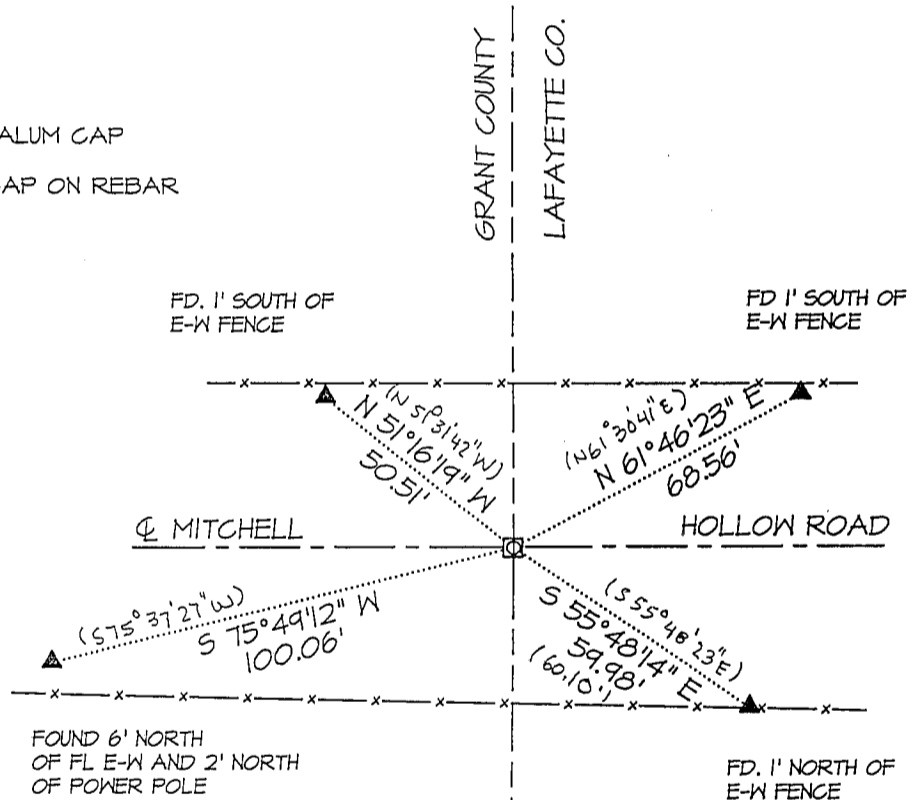 GRANT COUNTY
LAFAYETTE CO.
ALUM CAP
AP ON REBAR
FD. 1' SOUTH OF
E-W FENCE
FD 1' SOUTH OF
E-W FENCE
(N 51°31'42" W)
N 51°16'19" W
50.51'
(N61°30'41" E)
N 61°46'23" E
68.56'
℄ MITCHELL
HOLLOW ROAD
(S75°37'27" W)
S 75°49'12" W
100.06'
(S 55°48'23" E)
S 55°48'14" E
59.98'
(60.10')
FOUND 6' NORTH
OF FL E-W AND 2' NORTH
OF POWER POLE
FD. 1' NORTH OF
E-W FENCE